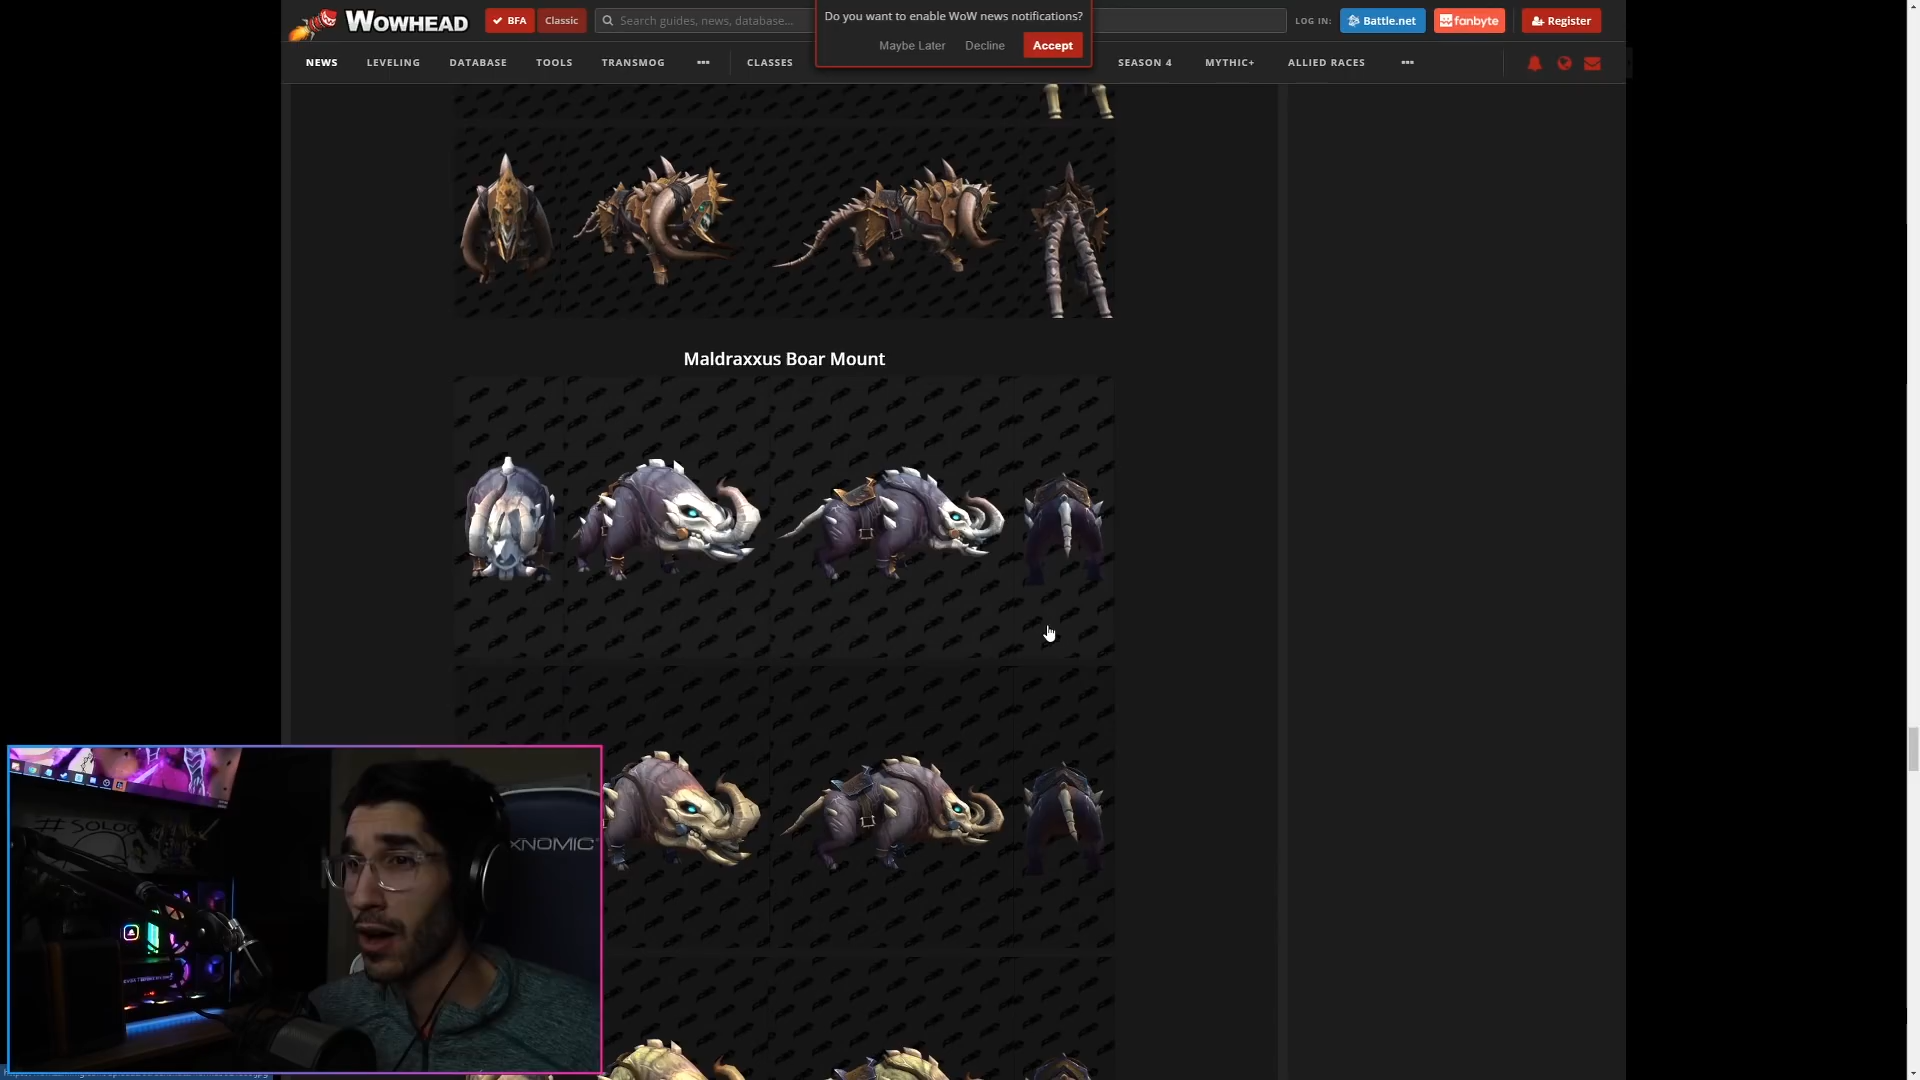 WOWHEAD
BFA
Classic
Search guides, news, database...
Do you want to enable WoW news notifications?
Maybe Later
Decline
Accept
LOG IN:
Battle.net
fanbyte
Register
NEWS
LEVELING
DATABASE
TOOLS
TRANSMOG
CLASSES
SEASON 4
MYTHIC+
ALLIED RACES
Maldraxxus Boar Mount
XNOMIC